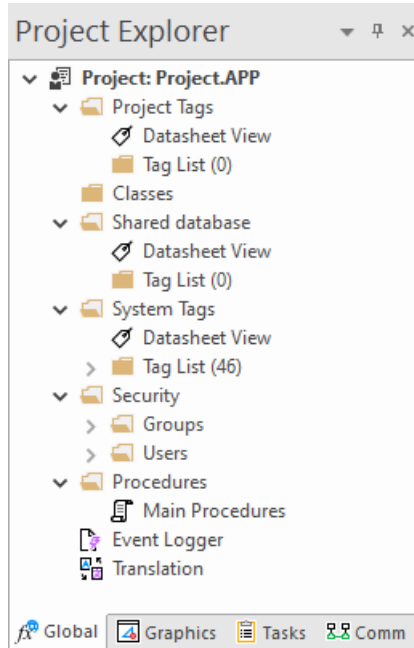 Project Explorer
Project: Project.APP
Project Tags
Datasheet View
Tag List (0)
Classes
Shared database
Datasheet View
Tag List (0)
System Tags
Datasheet View
Tag List (46)
Security
Groups
Users
Procedures
Main Procedures
Event Logger
Translation
Global Graphics Tasks Comm